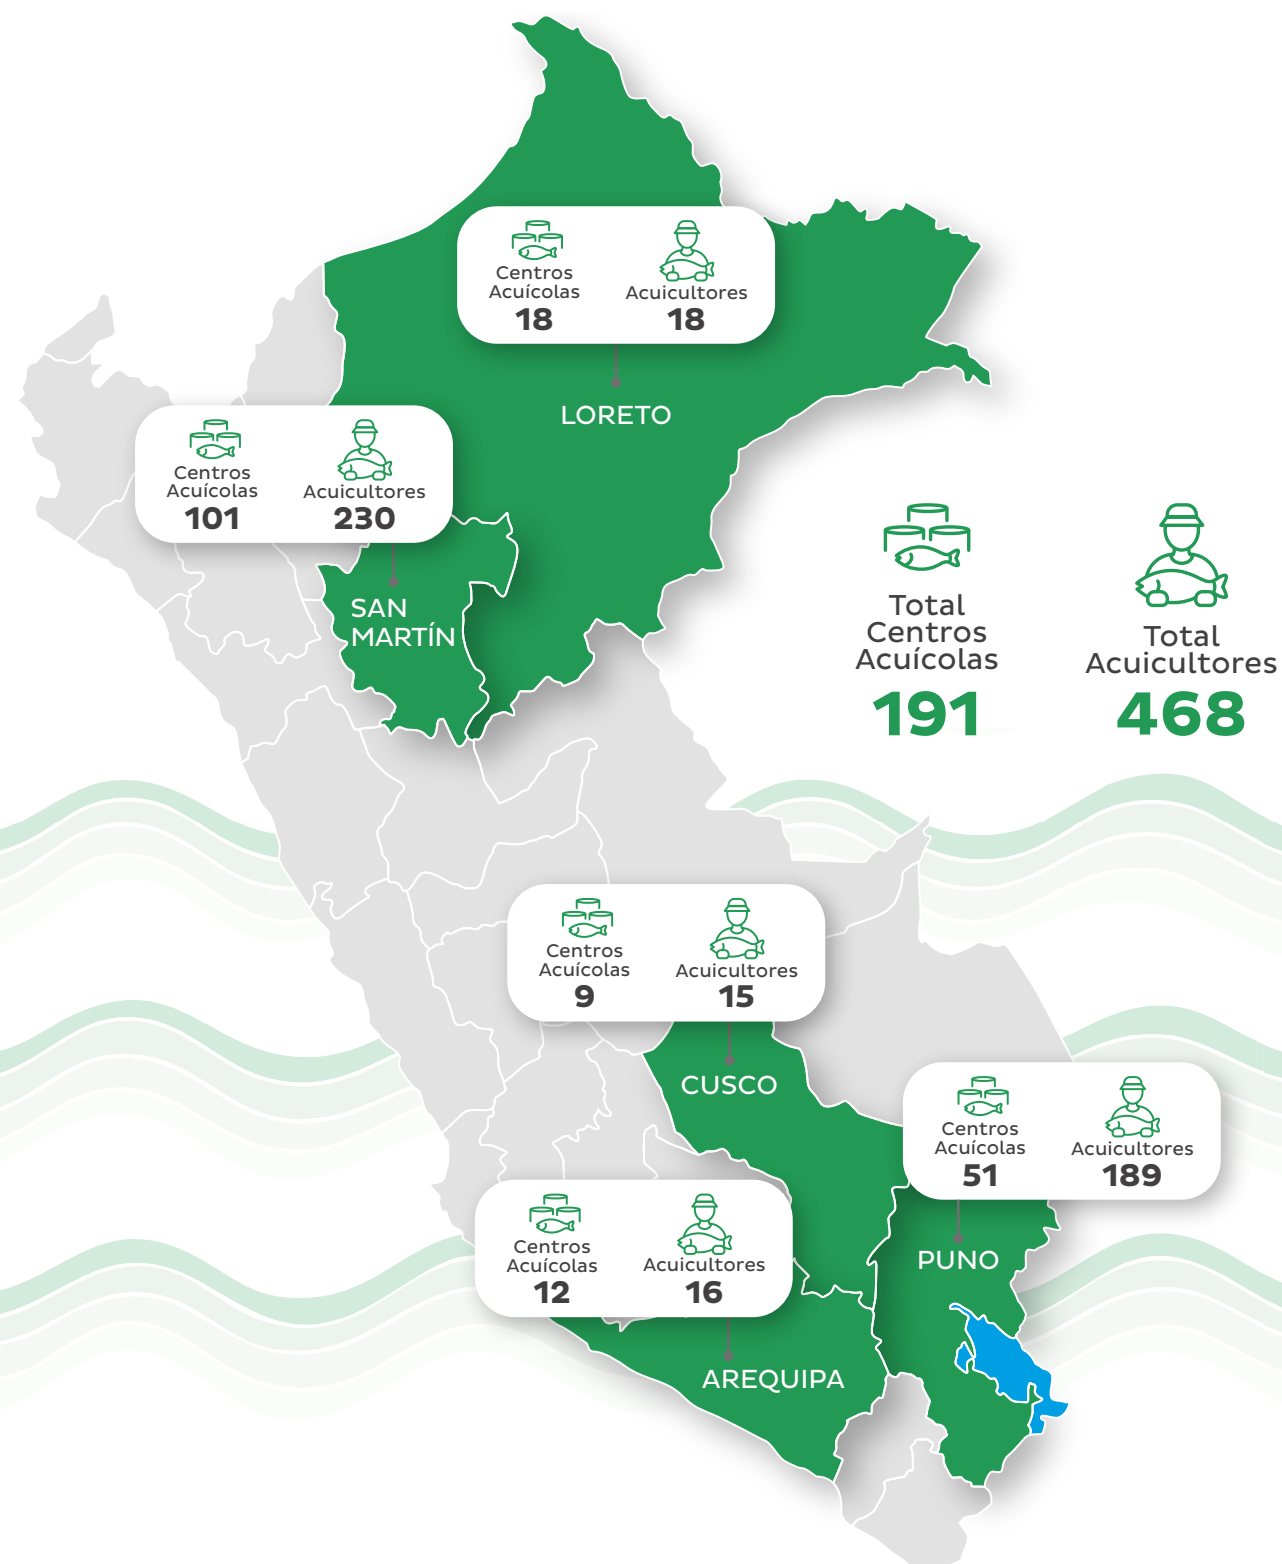 Centros
Acuícolas
18
Acuicultores
18
LORETO
Centros
Acuícolas
101
Acuicultores
230
SAN
MARTÍN
Total
Centros
Acuícolas
191
Total
Acuicultores
468
Centros
Acuícolas
9
Acuicultores
15
CUSCO
Centros
Acuícolas
51
Acuicultores
189
PUNO
Centros
Acuícolas
12
Acuicultores
16
AREQUIPA